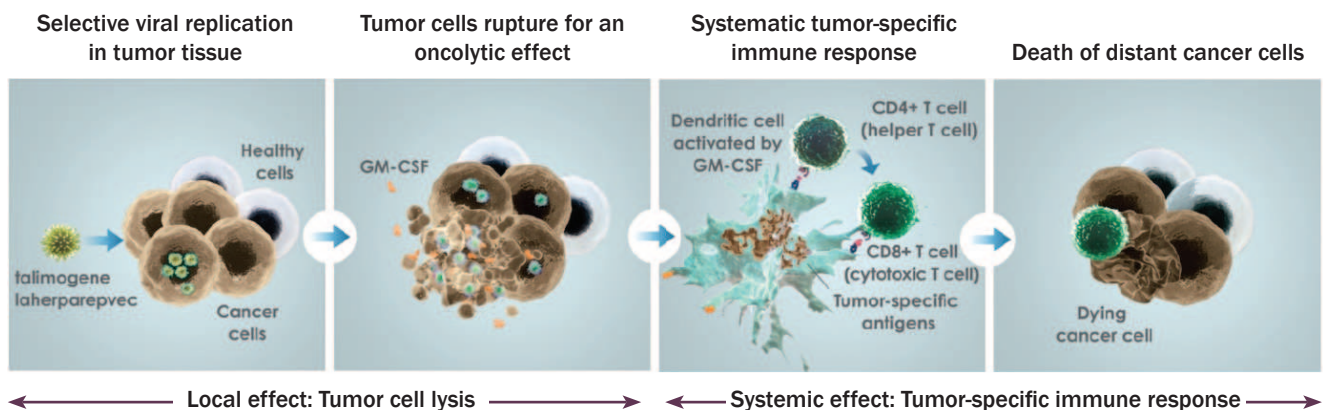 Selective viral replication
in tumor tissue
Tumor cells rupture for an
oncolytic effect
Systematic tumor-specific
immune response
Death of distant cancer cells
Healthy
cells
talimogene
laherparepvec
Cancer
cells
GM-CSF
Dendritic cell
activated by
GM-CSF
CD4+ T cell
(helper T cell)
CD8+ T cell
(cytotoxic T cell)
Tumor-specific
antigens
Dying
cancer cell
Local effect: Tumor cell lysis
Systemic effect: Tumor-specific immune response